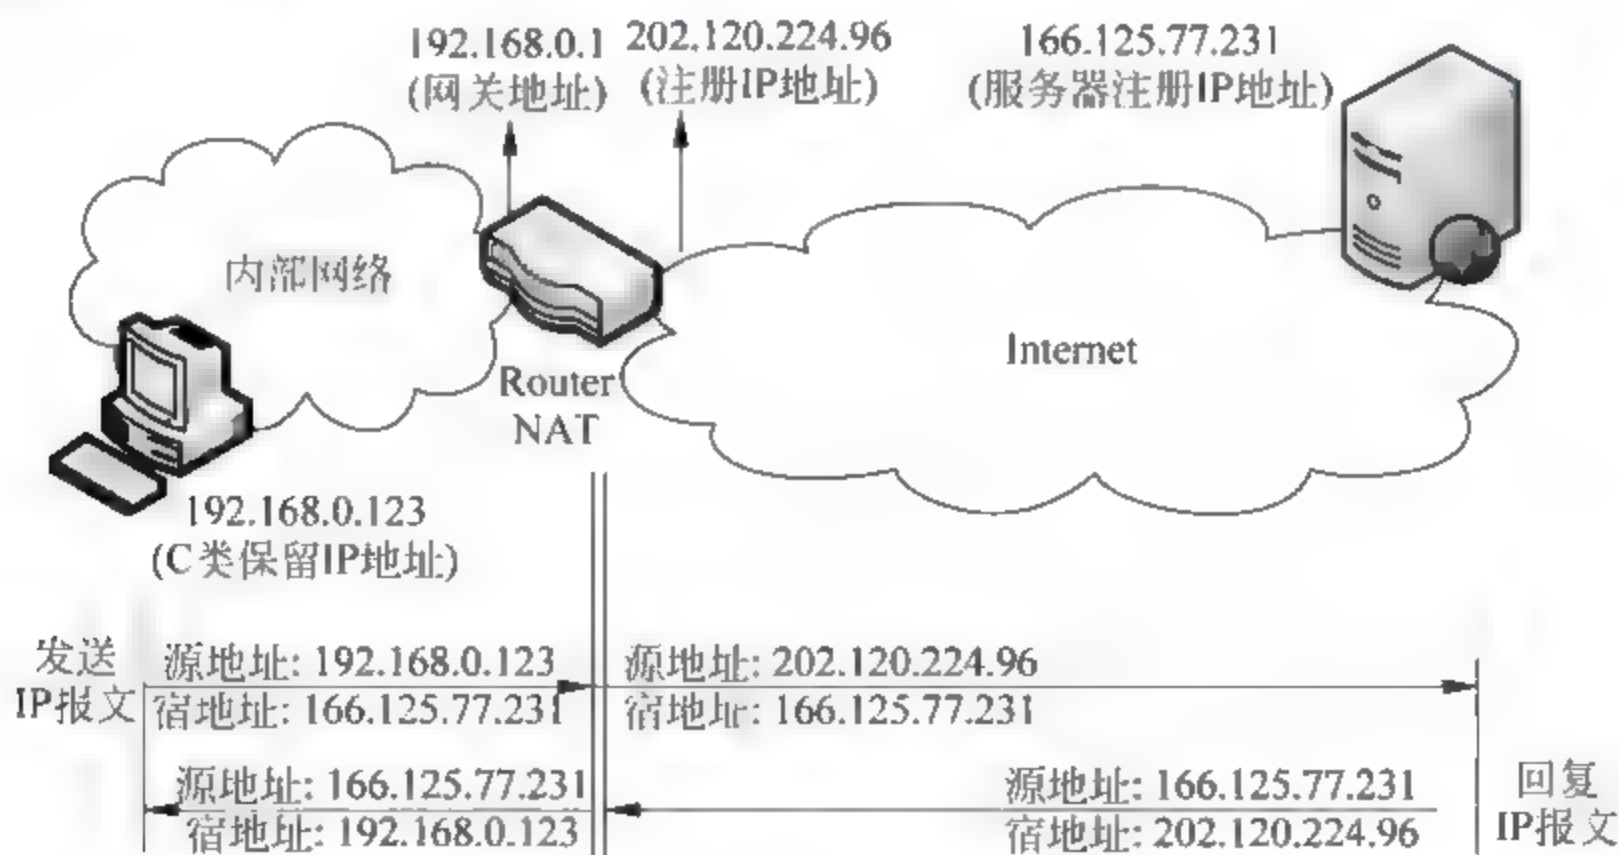 192.168.0.1
(网关地址)
202.120.224.96
(注册IP地址)
166.125.77.231
(服务器注册IP地址)
内部网络
Internet
Router
NAT
192.168.0.123
(C类保留IP地址)
发送
IP报文
源地址: 192.168.0.123
宿地址: 166.125.77.231
源地址: 202.120.224.96
宿地址: 166.125.77.231
源地址: 166.125.77.231
宿地址: 192.168.0.123
源地址: 166.125.77.231
宿地址: 202.120.224.96
回复
IP报文